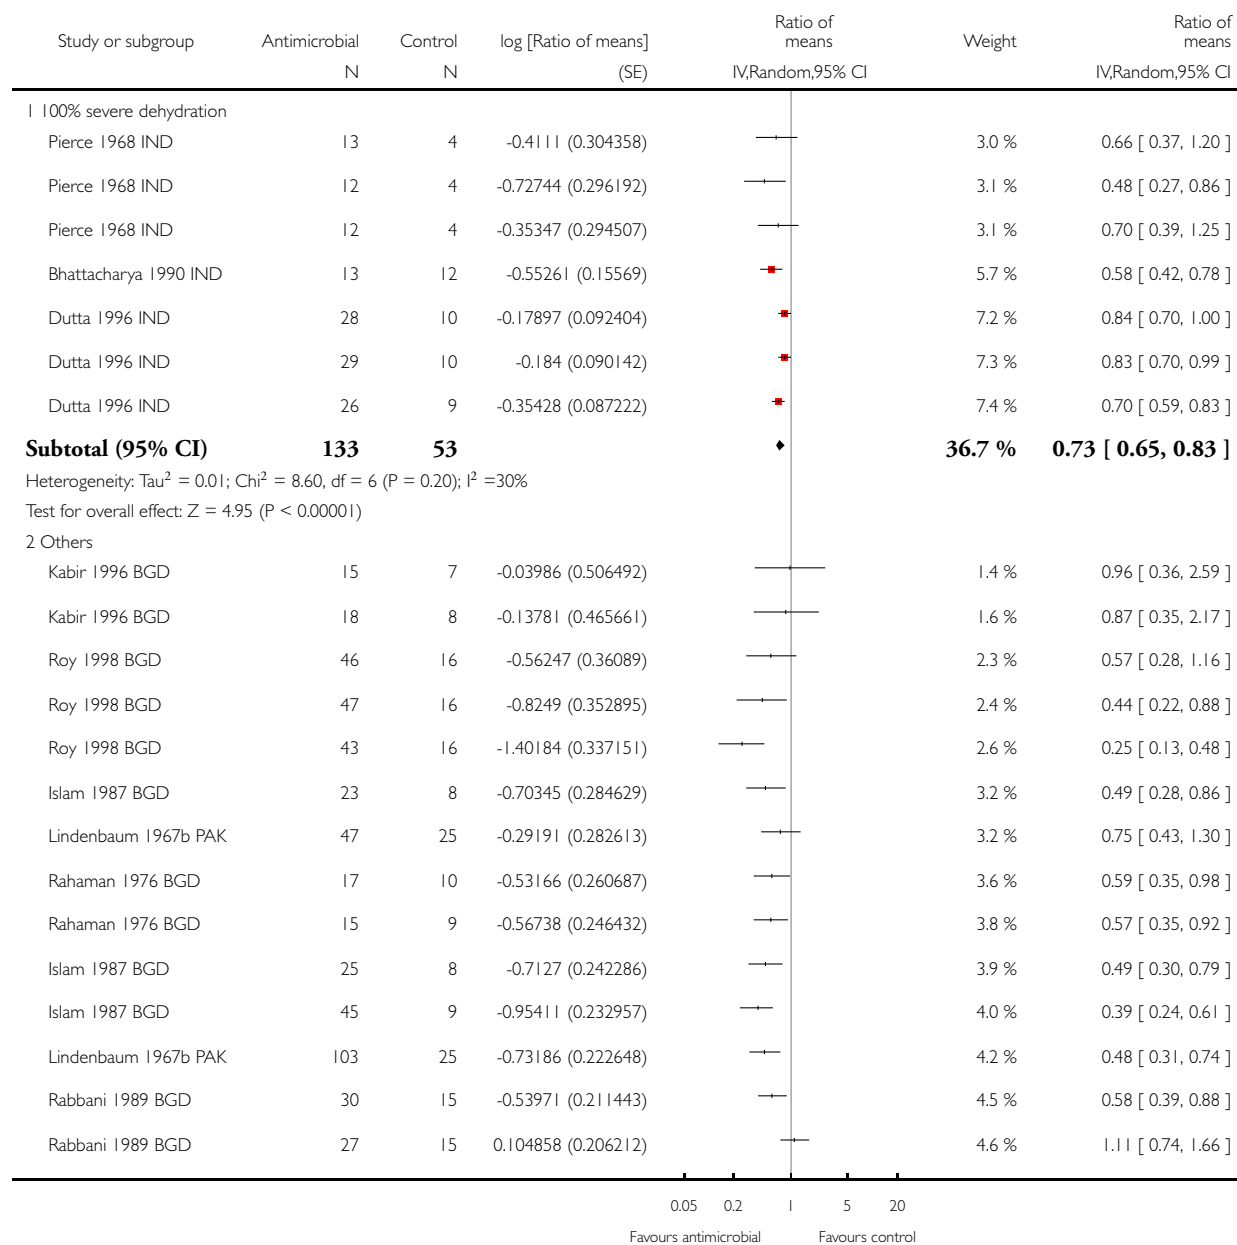 Study or subgroup Antimicrobial Control log [Ratio of means] Ratio of means Weight Ratio of means
N N (SE) IV,Random,95% CI IV,Random,95% CI
1 100% severe dehydration
Pierce 1968 IND 13 4 -0.4111 (0.304358) 3.0 % 0.66 [ 0.37, 1.20 ]
Pierce 1968 IND 12 4 -0.72744 (0.296192) 3.1 % 0.48 [ 0.27, 0.86 ]
Pierce 1968 IND 12 4 -0.35347 (0.294507) 3.1 % 0.70 [ 0.39, 1.25 ]
Bhattacharya 1990 IND 13 12 -0.55261 (0.15569) 5.7 % 0.58 [ 0.42, 0.78 ]
Dutta 1996 IND 28 10 -0.17897 (0.092404) 7.2 % 0.84 [ 0.70, 1.00 ]
Dutta 1996 IND 29 10 -0.184 (0.090142) 7.3 % 0.83 [ 0.70, 0.99 ]
Dutta 1996 IND 26 9 -0.35428 (0.087222) 7.4 % 0.70 [ 0.59, 0.83 ]
Subtotal (95% CI) 133 53 36.7 % 0.73 [ 0.65, 0.83 ]
Heterogeneity: Tau² = 0.01; Chi² = 8.60, df = 6 (P = 0.20); I² =30%
Test for overall effect: Z = 4.95 (P < 0.00001)
2 Others
Kabir 1996 BGD 15 7 -0.03986 (0.506492) 1.4 % 0.96 [ 0.36, 2.59 ]
Kabir 1996 BGD 18 8 -0.13781 (0.465661) 1.6 % 0.87 [ 0.35, 2.17 ]
Roy 1998 BGD 46 16 -0.56247 (0.36089) 2.3 % 0.57 [ 0.28, 1.16 ]
Roy 1998 BGD 47 16 -0.8249 (0.352895) 2.4 % 0.44 [ 0.22, 0.88 ]
Roy 1998 BGD 43 16 -1.40184 (0.337151) 2.6 % 0.25 [ 0.13, 0.48 ]
Islam 1987 BGD 23 8 -0.70345 (0.284629) 3.2 % 0.49 [ 0.28, 0.86 ]
Lindenbaum 1967b PAK 47 25 -0.29191 (0.282613) 3.2 % 0.75 [ 0.43, 1.30 ]
Rahaman 1976 BGD 17 10 -0.53166 (0.260687) 3.6 % 0.59 [ 0.35, 0.98 ]
Rahaman 1976 BGD 15 9 -0.56738 (0.246432) 3.8 % 0.57 [ 0.35, 0.92 ]
Islam 1987 BGD 25 8 -0.7127 (0.242286) 3.9 % 0.49 [ 0.30, 0.79 ]
Islam 1987 BGD 45 9 -0.95411 (0.232957) 4.0 % 0.39 [ 0.24, 0.61 ]
Lindenbaum 1967b PAK 103 25 -0.73186 (0.222648) 4.2 % 0.48 [ 0.31, 0.74 ]
Rabbani 1989 BGD 30 15 -0.53971 (0.211443) 4.5 % 0.58 [ 0.39, 0.88 ]
Rabbani 1989 BGD 27 15 0.104858 (0.206212) 4.6 % 1.11 [ 0.74, 1.66 ]
0.05 0.2 1 5 20
Favours antimicrobial Favours control